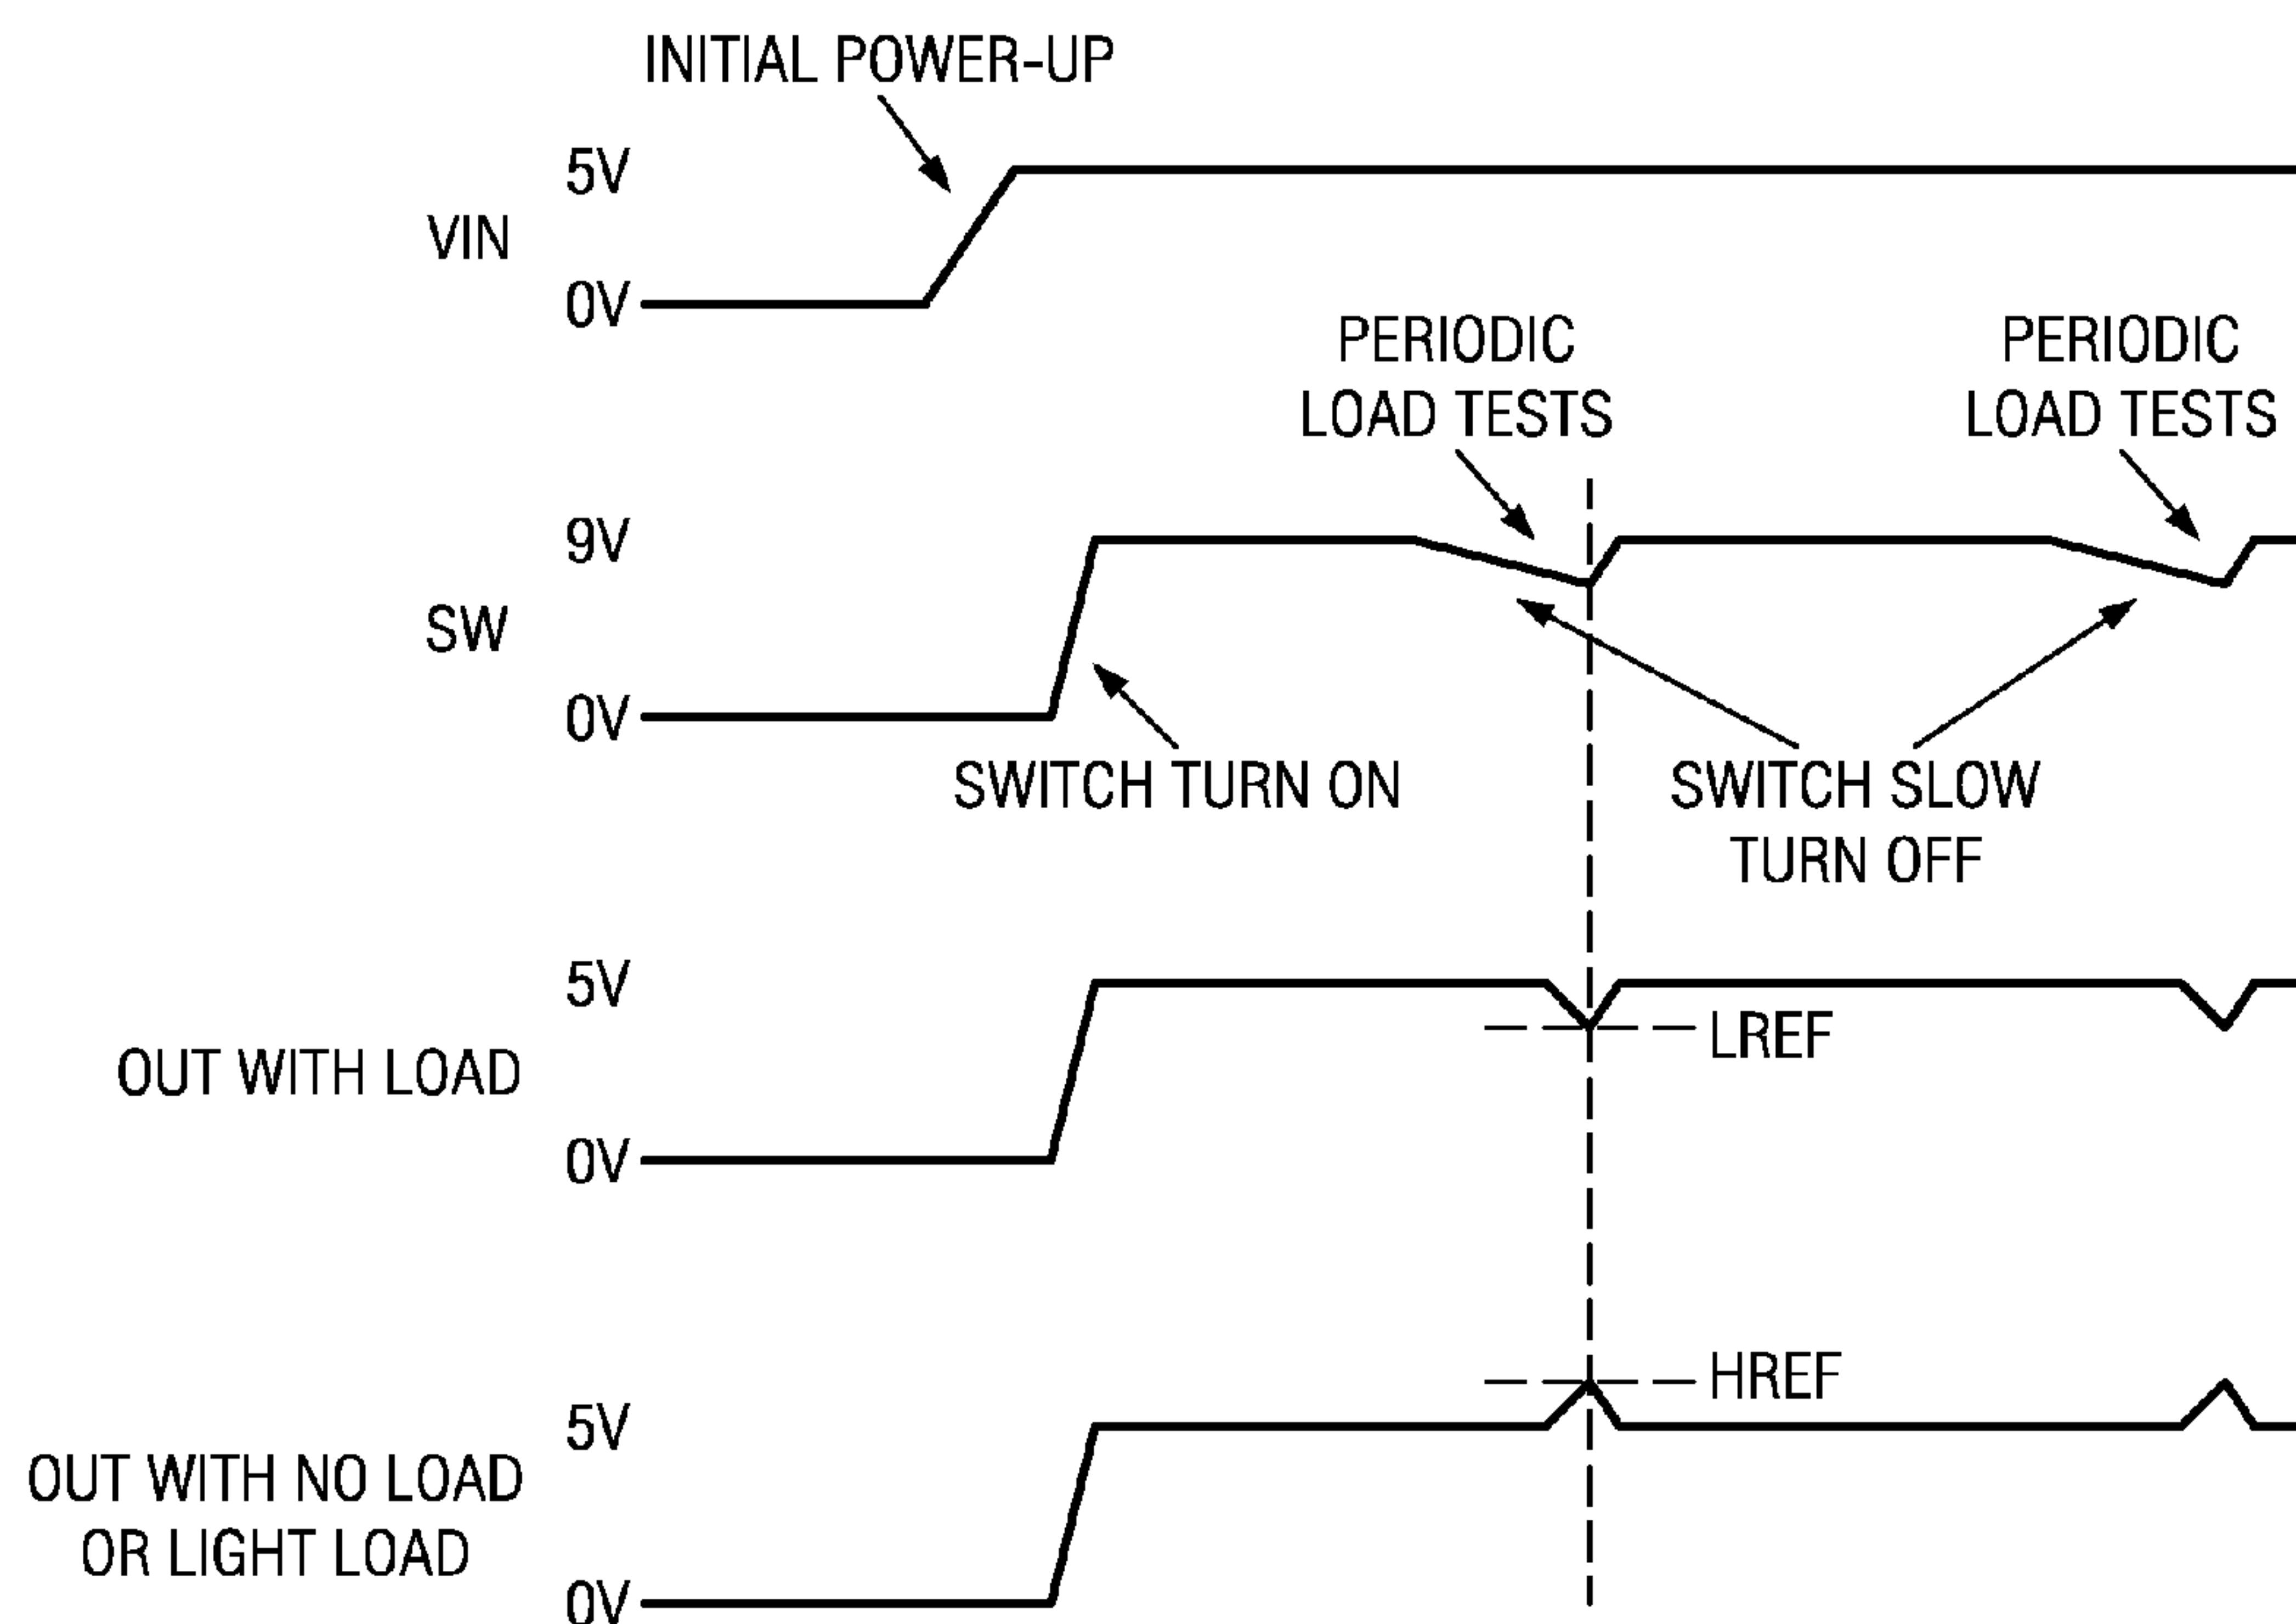 INITIAL POWER-UP
5V
VIN
0V
PERIODIC
LOAD TESTS
PERIODIC
LOAD TESTS
9V
SW
0V
SWITCH TURN ON
SWITCH SLOW
TURN OFF
5V
LREF
OUT WITH LOAD
0V
HREF
5V
OUT WITH NO LOAD
OR LIGHT LOAD
0V